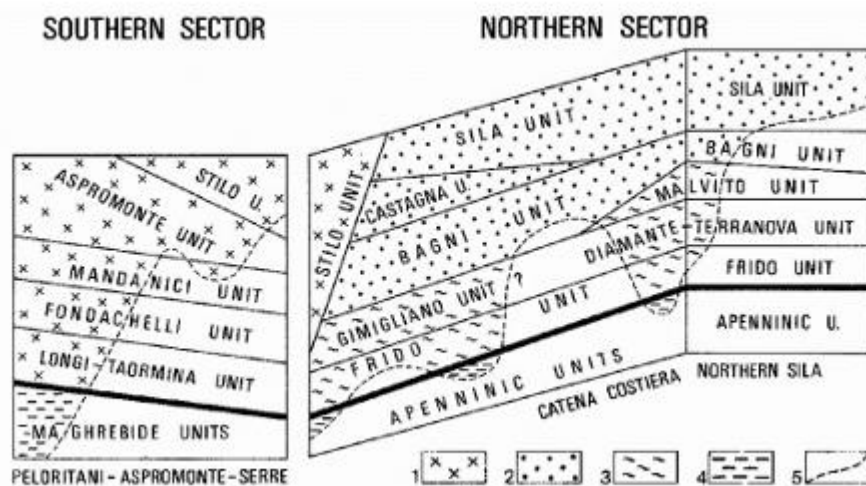 SOUTHERN SECTOR
NORTHERN SECTOR
STILO U.
ASPROMONTE UNIT
MANDANICI UNIT
FONDACHELLI UNIT
LONGI-TAORMINA UNIT
MAGHREBIDE UNITS
PELORITANI-ASPROMONTE-SERRE
STILO UNIT
SILA UNIT
CASTAGNA U.
BAGNI UNIT
GIMIGLIANO UNIT ?
FRIDO UNIT
APENNINIC UNITS
CATENA COSTIERA
SILA UNIT
BAGNI UNIT
MALVITO UNIT
DIAMANTE-TERRANOVA UNIT
FRIDO UNIT
APENNINIC U.
NORTHERN SILA
1 2 3 4 5